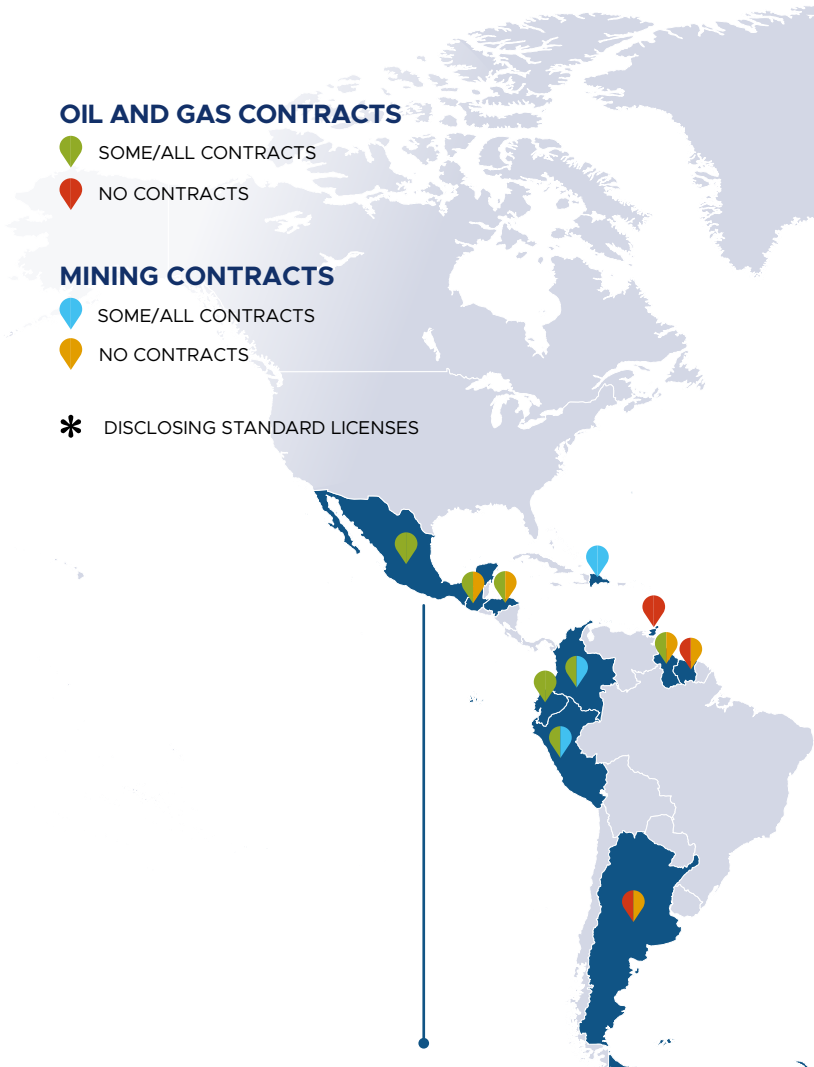 OIL AND GAS CONTRACTS
SOME/ALL CONTRACTS
NO CONTRACTS
MINING CONTRACTS
SOME/ALL CONTRACTS
NO CONTRACTS
* DISCLOSING STANDARD LICENSES